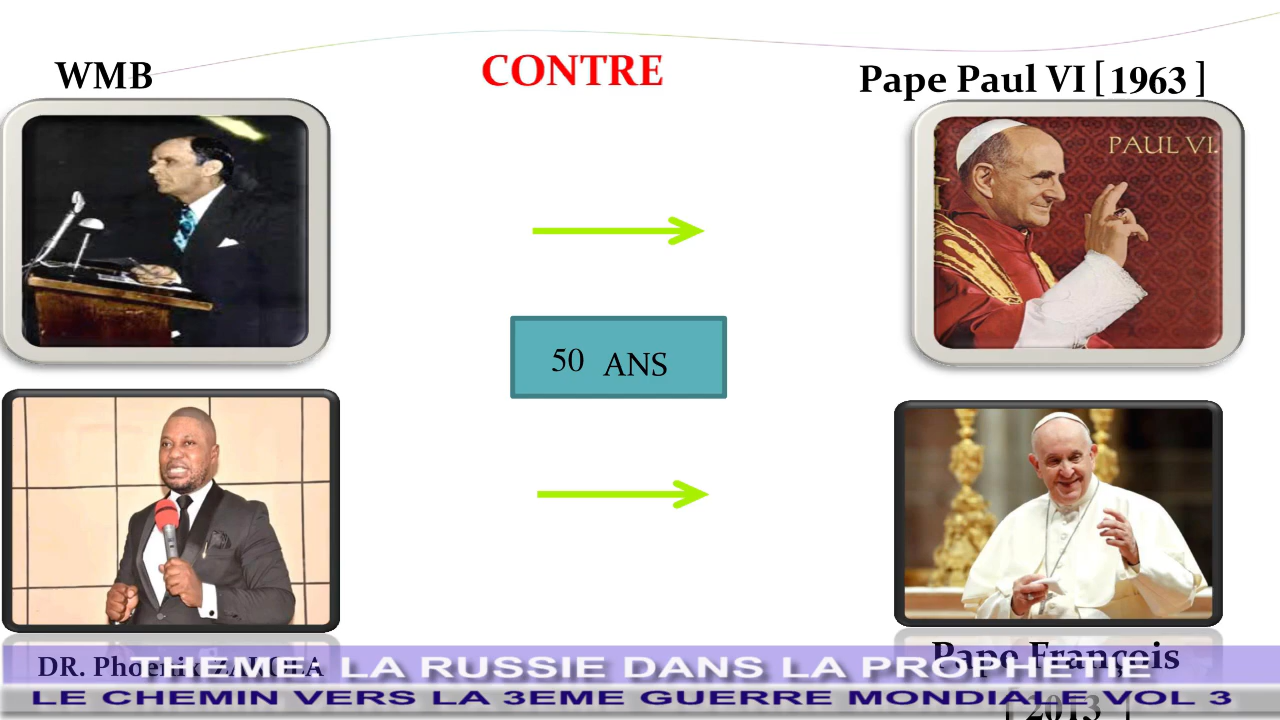 WMB
CONTRE
Pape Paul VI [1963]
PAUL VI.
50 ANS
DR. Phoenix
Pape François
[2013]
THEME: LA RUSSIE DANS LA PROPHETIE
LE CHEMIN VERS LA 3EME GUERRE MONDIALE VOL 3